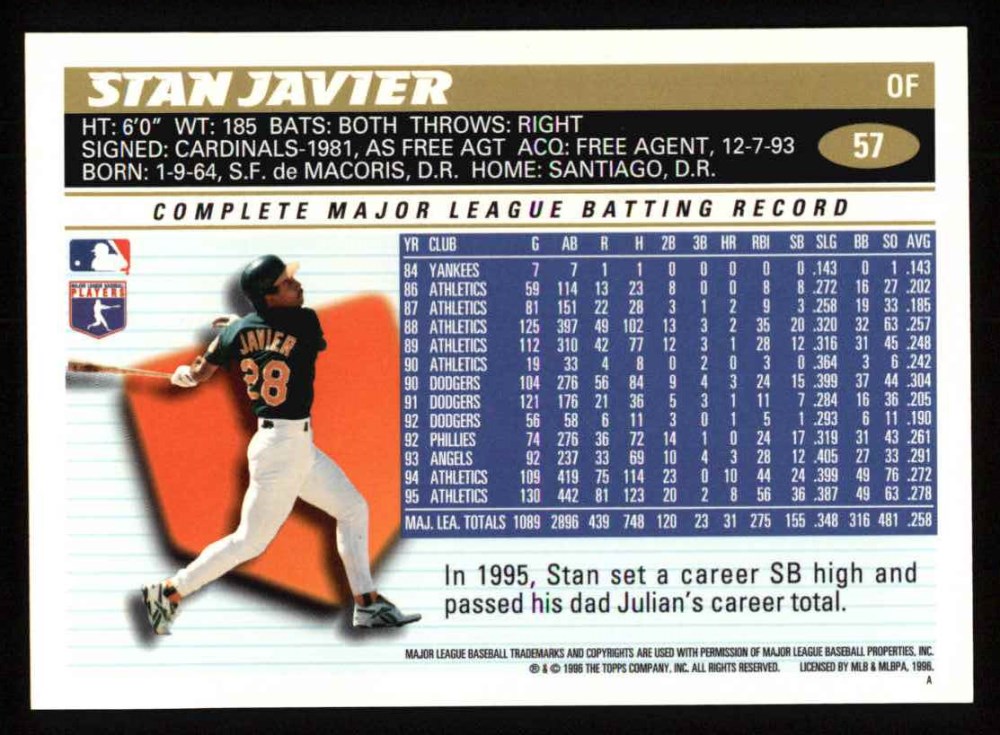 STAN JAVIER
OF
HT: 6'0" WT: 185 BATS: BOTH THROWS: RIGHT
SIGNED: CARDINALS-1981, AS FREE AGT ACQ: FREE AGENT, 12-7-93
BORN: 1-9-64, S.F. de MACORIS, D.R. HOME: SANTIAGO, D.R.
57
COMPLETE MAJOR LEAGUE BATTING RECORD
MAJOR LEAGUE BASEBALL
PLAYERS
JAVIER
28
YR CLUB G AB R H 2B 3B HR RBI SB SLG BB SO AVG
84 YANKEES 7 7 1 1 0 0 0 0 0 .143 0 1 .143
86 ATHLETICS 59 114 13 23 8 0 0 8 8 .272 16 27 .202
87 ATHLETICS 81 151 22 28 3 1 2 9 3 .258 19 33 .185
88 ATHLETICS 125 397 49 102 13 3 2 35 20 .320 32 63 .257
89 ATHLETICS 112 310 42 77 12 3 1 28 12 .316 31 45 .248
90 ATHLETICS 19 33 4 8 0 2 0 3 0 .364 3 6 .242
90 DODGERS 104 276 56 84 9 4 3 24 15 .399 37 44 .304
91 DODGERS 121 176 21 36 5 3 1 11 7 .284 16 36 .205
92 DODGERS 56 58 6 11 3 0 1 5 1 .293 6 11 .190
92 PHILLIES 74 276 36 72 14 1 0 24 17 .319 31 43 .261
93 ANGELS 92 237 33 69 10 4 3 28 12 .405 27 33 .291
94 ATHLETICS 109 419 75 114 23 0 10 44 24 .399 49 76 .272
95 ATHLETICS 130 442 81 123 20 2 8 56 36 .387 49 63 .278
MAJ. LEA. TOTALS 1089 2896 439 748 120 23 31 275 155 .348 316 481 .258
In 1995, Stan set a career SB high and
passed his dad Julian's career total.
MAJOR LEAGUE BASEBALL TRADEMARKS AND COPYRIGHTS ARE USED WITH PERMISSION OF MAJOR LEAGUE BASEBALL PROPERTIES, INC.
® & © 1996 THE TOPPS COMPANY, INC. ALL RIGHTS RESERVED. LICENSED BY MLB & MLBPA, 1996.
A